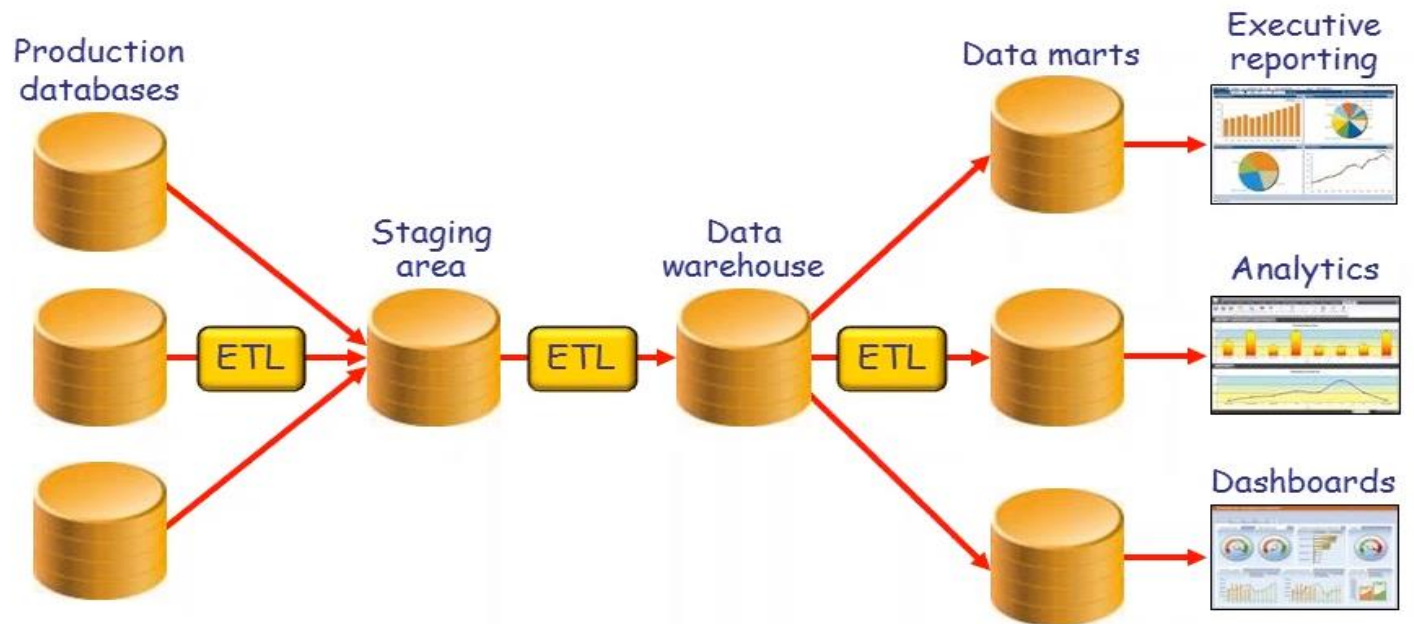 Production
databases
Staging
area
Data
warehouse
Data marts
Executive
reporting
Analytics
Dashboards
ETL
ETL
ETL